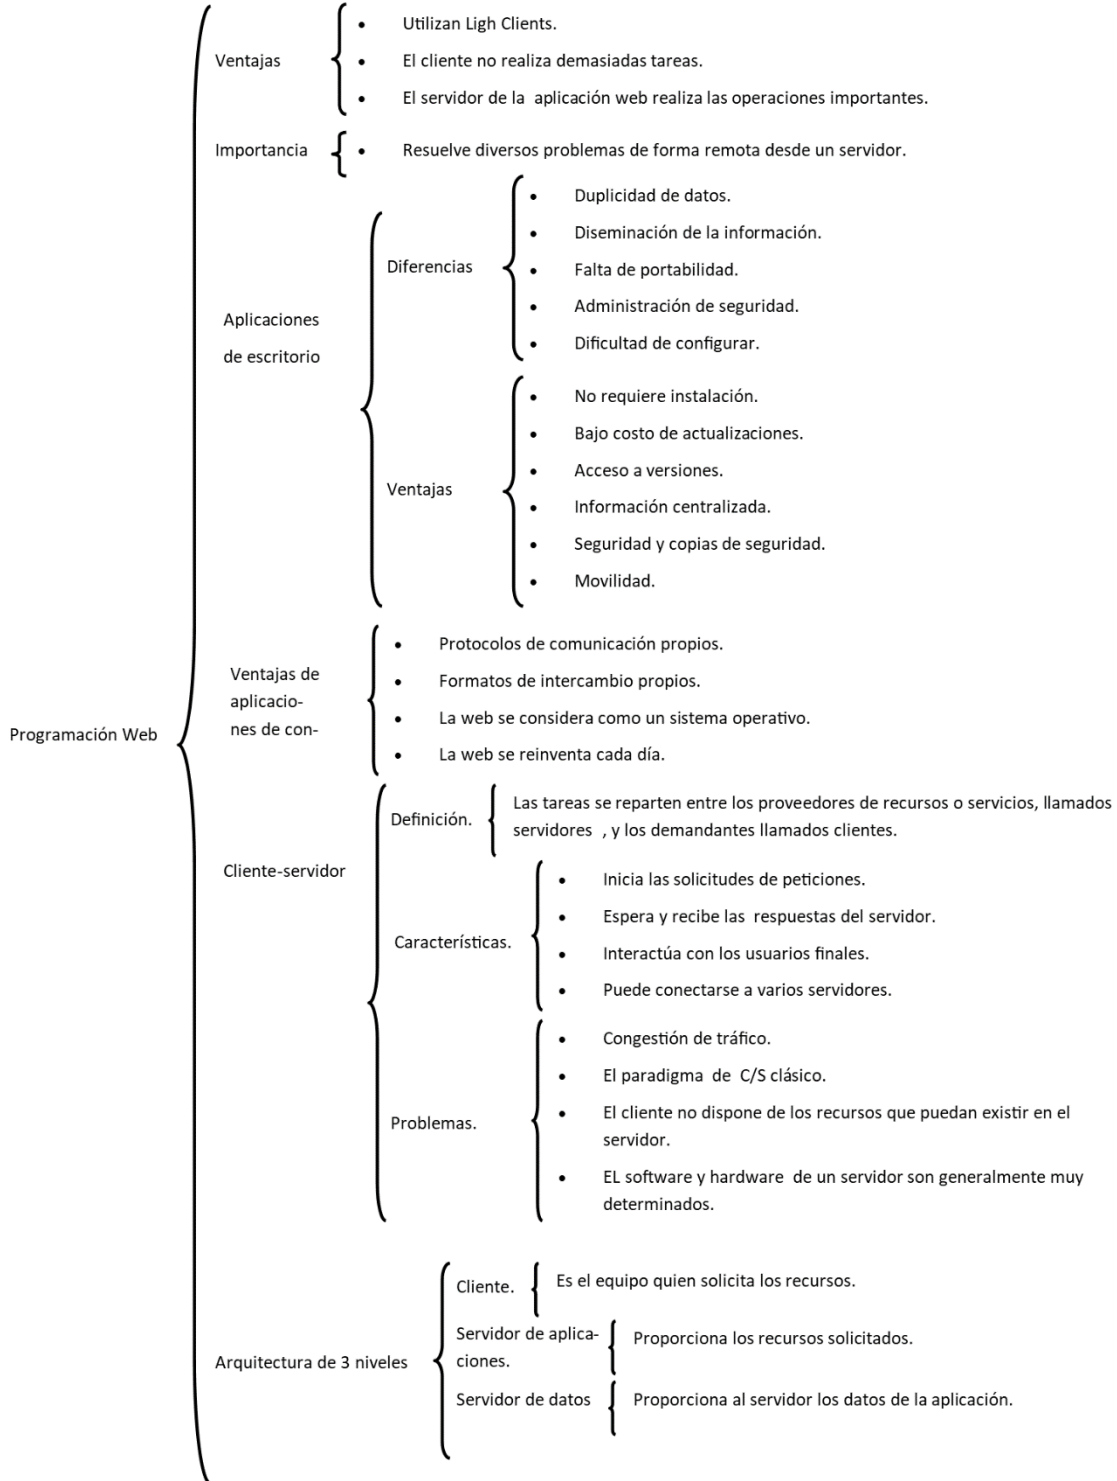 Ventajas
• Utilizan Ligh Clients.
• El cliente no realiza demasiadas tareas.
• El servidor de la aplicación web realiza las operaciones importantes.
Importancia
• Resuelve diversos problemas de forma remota desde un servidor.
Aplicaciones
de escritorio
Diferencias
• Duplicidad de datos.
• Diseminación de la información.
• Falta de portabilidad.
• Administración de seguridad.
• Dificultad de configurar.
Ventajas
• No requiere instalación.
• Bajo costo de actualizaciones.
• Acceso a versiones.
• Información centralizada.
• Seguridad y copias de seguridad.
• Movilidad.
Programación Web
Ventajas de
aplicacio-
nes de con-
• Protocolos de comunicación propios.
• Formatos de intercambio propios.
• La web se considera como un sistema operativo.
• La web se reinventa cada día.
Cliente-servidor
Definición.
Las tareas se reparten entre los proveedores de recursos o servicios, llamados
servidores , y los demandantes llamados clientes.
Característícas.
• Inicia las solicitudes de peticiones.
• Espera y recibe las respuestas del servidor.
• Interactúa con los usuarios finales.
• Puede conectarse a varios servidores.
Problemas.
• Congestión de tráfico.
• El paradigma de C/S clásico.
• El cliente no dispone de los recursos que puedan existir en el
servidor.
• EL software y hardware de un servidor son generalmente muy
determinados.
Arquitectura de 3 niveles
Cliente.
Es el equipo quien solicita los recursos.
Servidor de aplica-
ciones.
Proporciona los recursos solicitados.
Servidor de datos
Proporciona al servidor los datos de la aplicación.